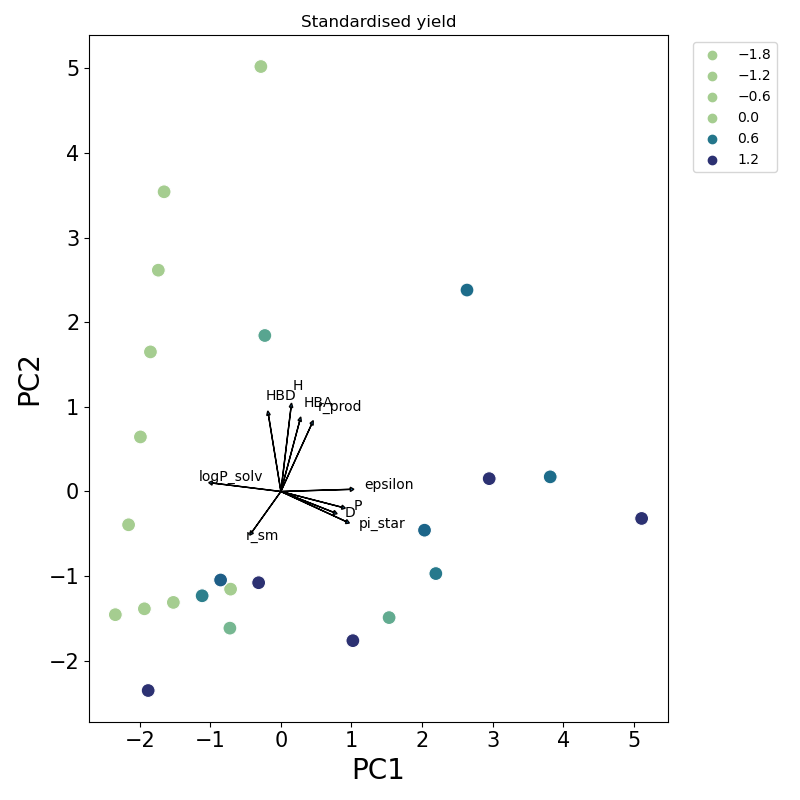 Standardised yield
−1.8
−1.2
−0.6
0.0
0.6
1.2
5
4
3
2
1
0
−1
−2
PC2
H
HBD
HBA
r_prod
logP_solv
epsilon
P
D
pi_star
r_sm
−2 −1 0 1 2 3 4 5
PC1